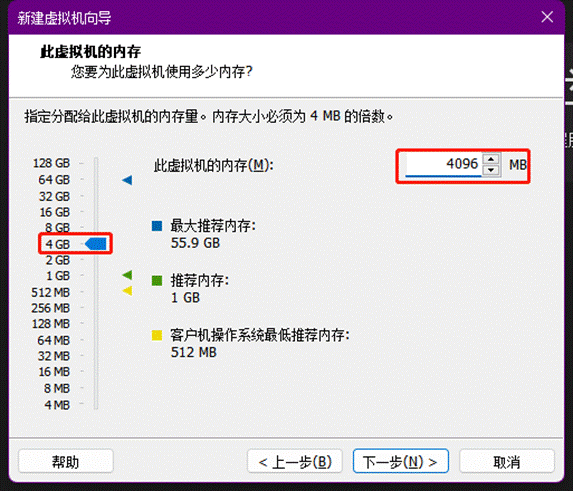 新建虚拟机向导
此虚拟机的内存
您要为此虚拟机使用多少内存?
指定分配给此虚拟机的内存量。内存大小必须为 4 MB 的倍数。
128 GB
64 GB
32 GB
16 GB
8 GB
4 GB
2 GB
1 GB
512 MB
256 MB
128 MB
64 MB
32 MB
16 MB
8 MB
4 MB
此虚拟机的内存(M):
4096 MB
最大推荐内存:
55.9 GB
推荐内存:
1 GB
客户机操作系统最低推荐内存:
512 MB
帮助
< 上一步(B)
下一步(N) >
取消